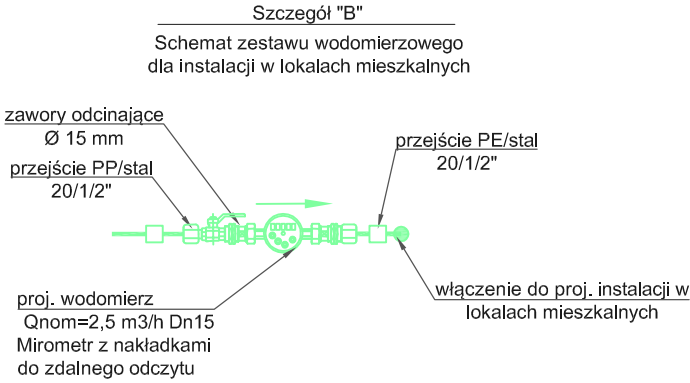 Szczegół "B"
Schemat zestawu wodomierzowego
dla instalacji w lokalach mieszkalnych
zawory odcinające
Ø 15 mm
przejście PP/stal
20/1/2"
przejście PE/stal
20/1/2"
proj. wodomierz
Qnom=2,5 m3/h Dn15
Mirometr z nakładkami
do zdalnego odczytu
włączenie do proj. instalacji w
lokalach mieszkalnych